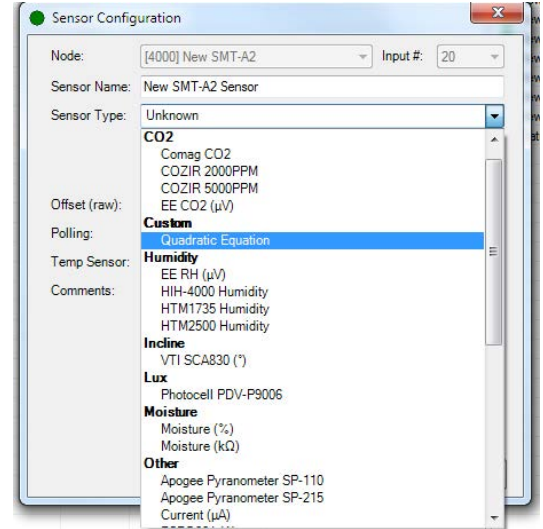 Sensor Configuration
Node: [4000] New SMT-A2 Input #: 20
Sensor Name: New SMT-A2 Sensor
Sensor Type: Unknown
CO2
Comag CO2
COZIR 2000PPM
COZIR 5000PPM
Offset (raw): EE CO2 (µV)
Custom
Polling: Quadratic Equation
Temp Sensor: Humidity
EE RH (µV)
Comments: HIH-4000 Humidity
HTM1735 Humidity
HTM2500 Humidity
Incline
VTI SCA830 (°)
Lux
Photocell PDV-P9006
Moisture
Moisture (%)
Moisture (kΩ)
Other
Apogee Pyranometer SP-110
Apogee Pyranometer SP-215
Current (µA)